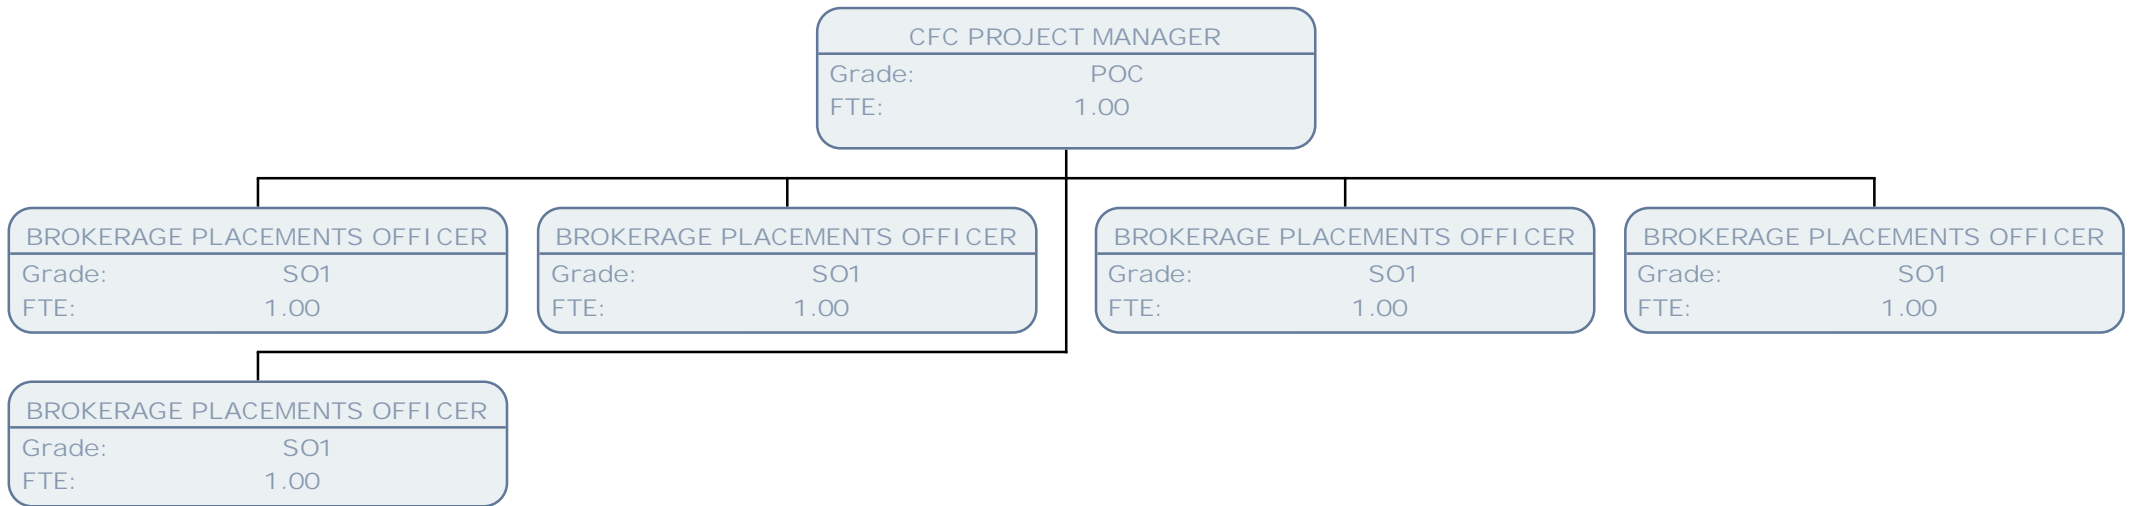 CFC PROJECT MANAGER
Grade: POC
FTE: 1.00
BROKERAGE PLACEMENTS OFFICER
Grade: SO1
FTE: 1.00
BROKERAGE PLACEMENTS OFFICER
Grade: SO1
FTE: 1.00
BROKERAGE PLACEMENTS OFFICER
Grade: SO1
FTE: 1.00
BROKERAGE PLACEMENTS OFFICER
Grade: SO1
FTE: 1.00
BROKERAGE PLACEMENTS OFFICER
Grade: SO1
FTE: 1.00